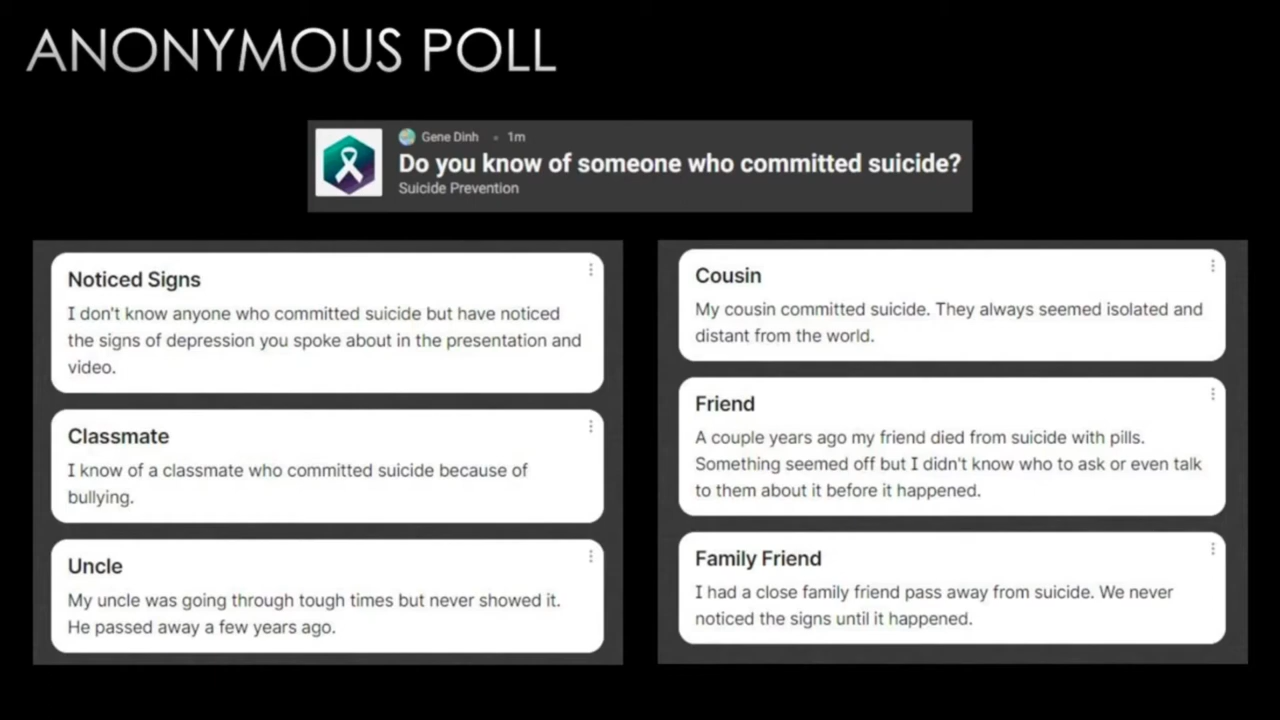 ANONYMOUS POLL
Gene Dinh • 1m
Do you know of someone who committed suicide?
Suicide Prevention
Noticed Signs
I don't know anyone who committed suicide but have noticed
the signs of depression you spoke about in the presentation and
video.
Classmate
I know of a classmate who committed suicide because of
bullying.
Uncle
My uncle was going through tough times but never showed it.
He passed away a few years ago.
Cousin
My cousin committed suicide. They always seemed isolated and
distant from the world.
Friend
A couple years ago my friend died from suicide with pills.
Something seemed off but I didn't know who to ask or even talk
to them about it before it happened.
Family Friend
I had a close family friend pass away from suicide. We never
noticed the signs until it happened.